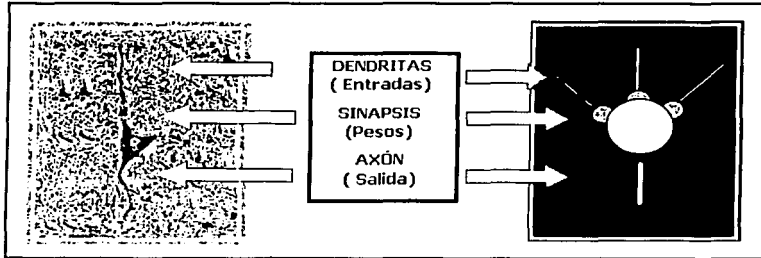 DENDRITAS
( Entradas)
SINAPSIS
(Pesos)
AXÓN
( Salida)